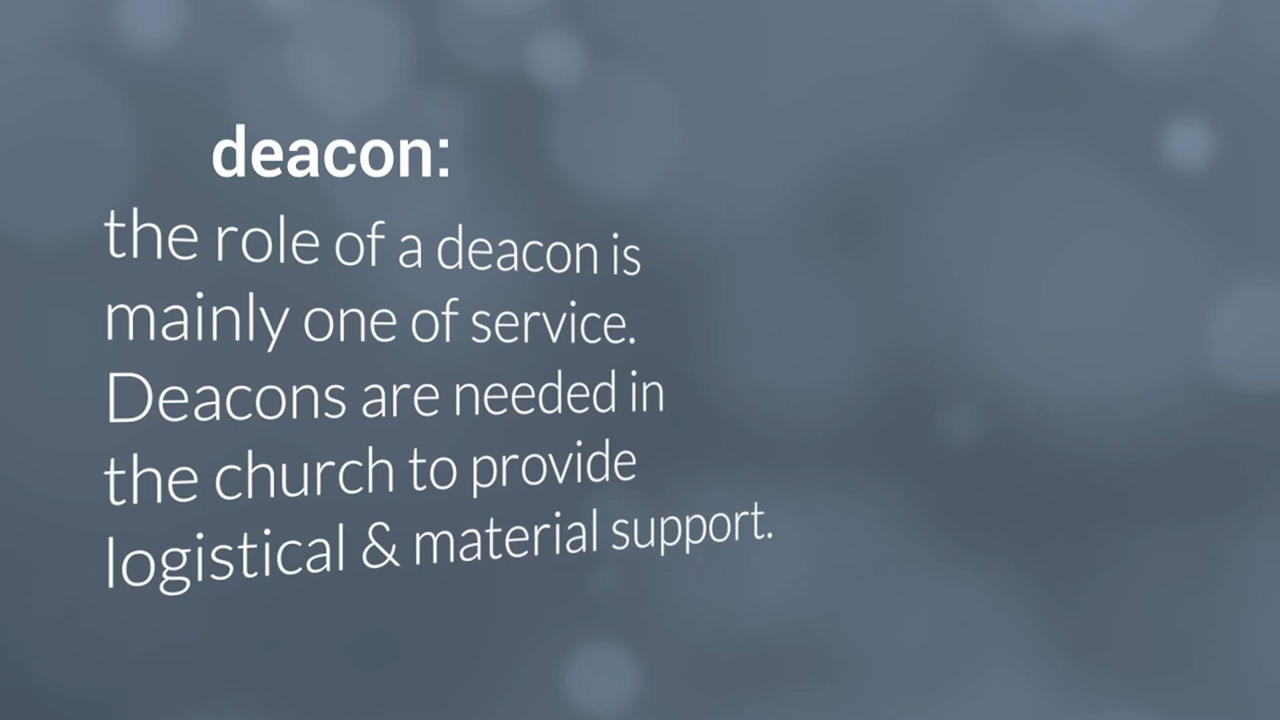 deacon:
the role of a deacon is
mainly one of service.
Deacons are needed in
the church to provide
logistical & material support.